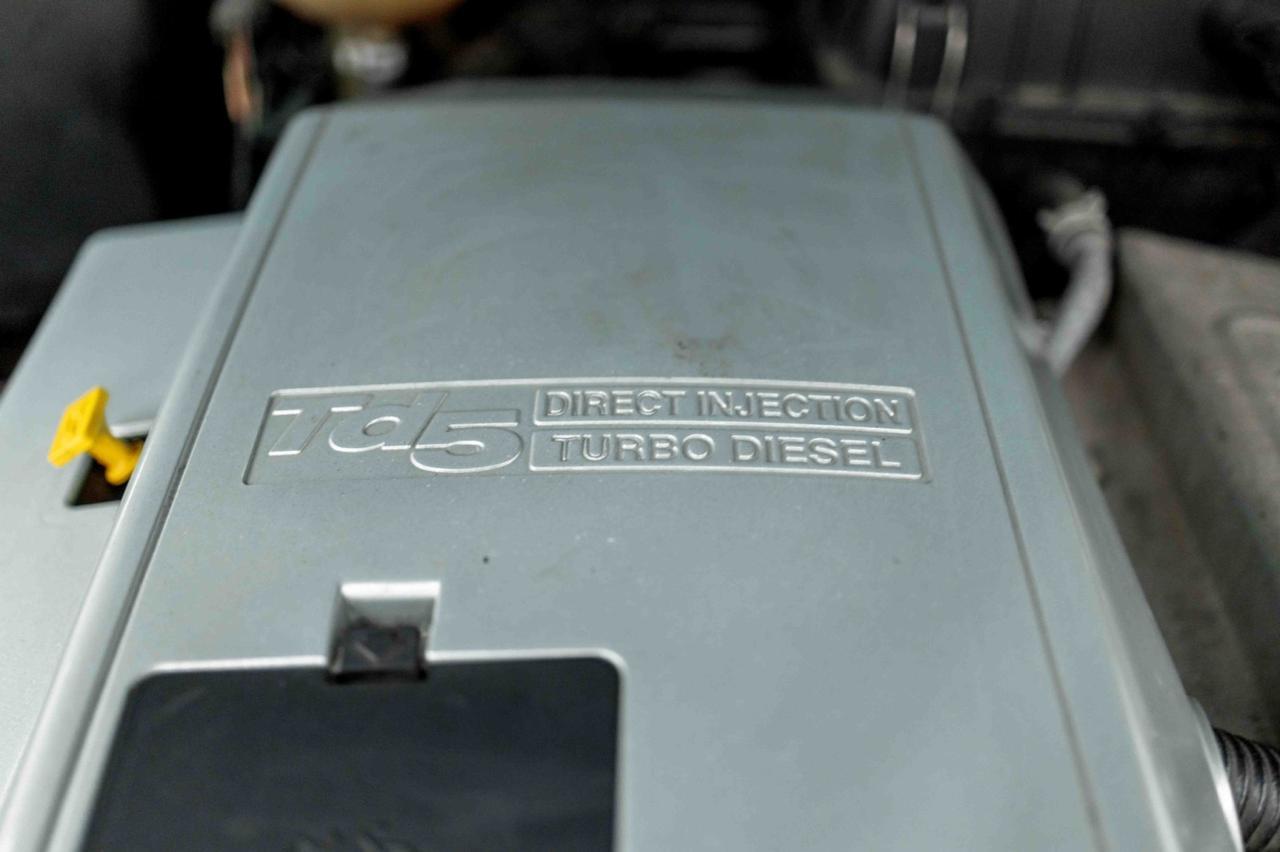 Td5
DIRECT INJECTION
TURBO DIESEL